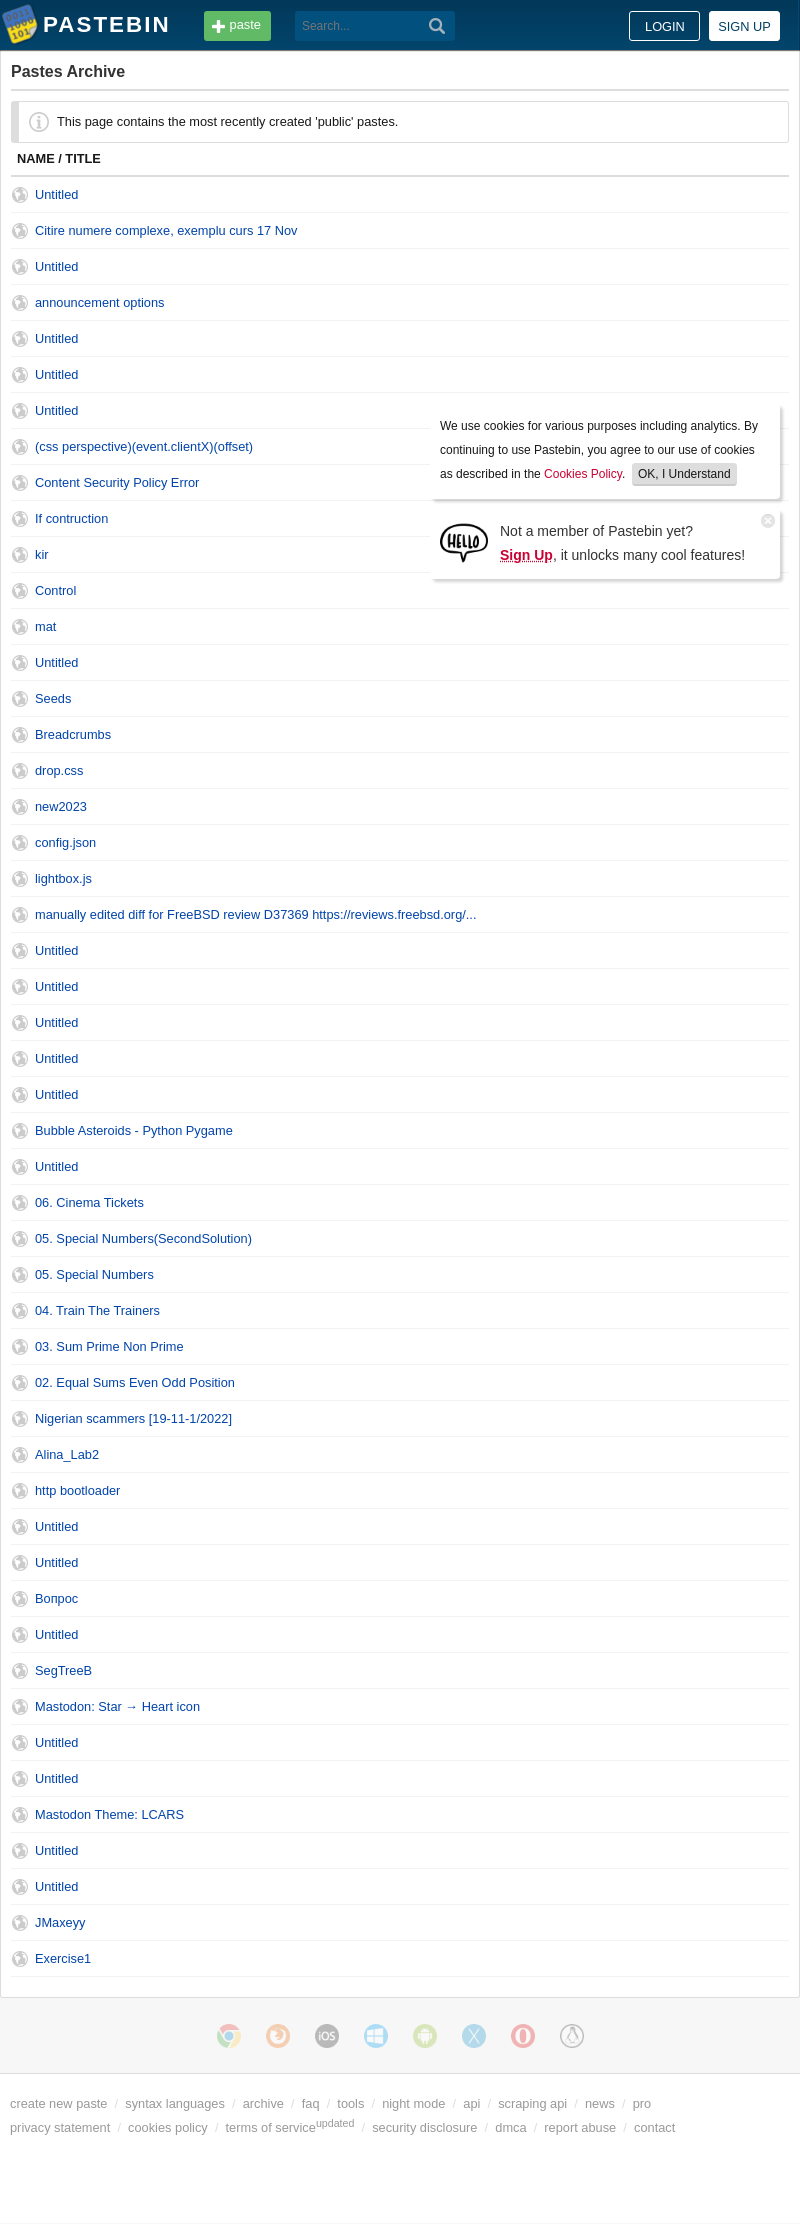 PASTEBIN
paste
Search...
LOGIN
SIGN UP
Pastes Archive
This page contains the most recently created 'public' pastes.
NAME / TITLE
Untitled
Citire numere complexe, exemplu curs 17 Nov
Untitled
announcement options
Untitled
Untitled
Untitled
(css perspective)(event.clientX)(offset)
Content Security Policy Error
If contruction
kir
Control
mat
Untitled
Seeds
Breadcrumbs
drop.css
new2023
config.json
lightbox.js
manually edited diff for FreeBSD review D37369 https://reviews.freebsd.org/...
Untitled
Untitled
Untitled
Untitled
Untitled
Bubble Asteroids - Python Pygame
Untitled
06. Cinema Tickets
05. Special Numbers(SecondSolution)
05. Special Numbers
04. Train The Trainers
03. Sum Prime Non Prime
02. Equal Sums Even Odd Position
Nigerian scammers [19-11-1/2022]
Alina_Lab2
http bootloader
Untitled
Untitled
Вопрос
Untitled
SegTreeB
Mastodon: Star → Heart icon
Untitled
Untitled
Mastodon Theme: LCARS
Untitled
Untitled
JMaxeyy
Exercise1
We use cookies for various purposes including analytics. By
continuing to use Pastebin, you agree to our use of cookies
as described in the Cookies Policy. OK, I Understand
HELLO
Not a member of Pastebin yet?
Sign Up, it unlocks many cool features!
iOS
create new paste / syntax languages / archive / faq / tools / night mode / api / scraping api / news / pro
privacy statement / cookies policy / terms of service updated / security disclosure / dmca / report abuse / contact